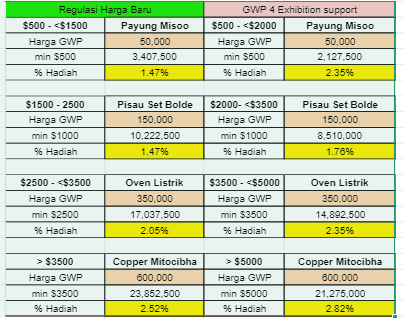 Regulasi Harga Baru GWP 4 Exhibition support
$500 - <$1500 Payung Misoo $500 - <$2000 Payung Misoo
Harga GWP 50,000 Harga GWP 50,000
min $500 3,407,500 min $500 2,127,500
% Hadiah 1.47% % Hadiah 2.35%
$1500 - 2500 Pisau Set Bolde $2000- <$3500 Pisau Set Bolde
Harga GWP 150,000 Harga GWP 150,000
min $1000 10,222,500 min $1000 8,510,000
% Hadiah 1.47% % Hadiah 1.76%
$2500 - <$3500 Oven Listrik $3500 - <$5000 Oven Listrik
Harga GWP 350,000 Harga GWP 350,000
min $2500 17,037,500 min $3500 14,892,500
% Hadiah 2.05% % Hadiah 2.35%
> $3500 Copper Mitocibha > $5000 Copper Mitocibha
Harga GWP 600,000 Harga GWP 600,000
min $3500 23,852,500 min $5000 21,275,000
% Hadiah 2.52% % Hadiah 2.82%